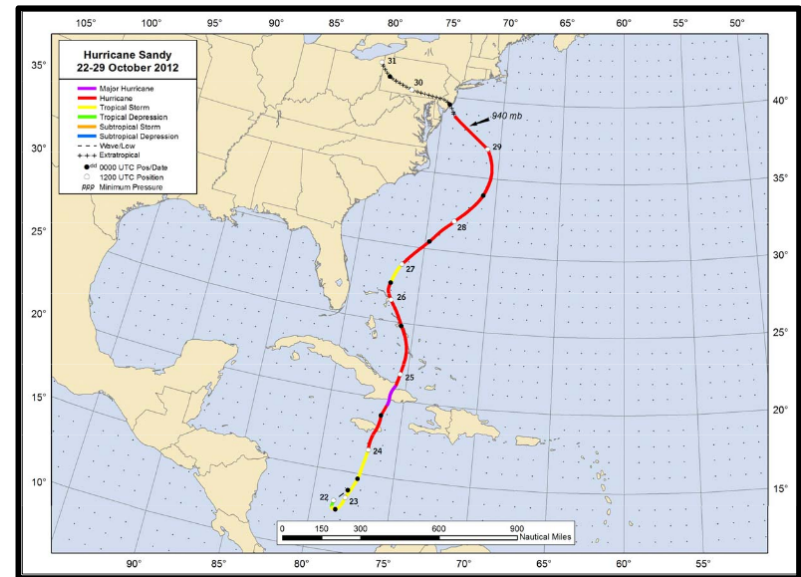 105° 100° 95° 90° 85° 80° 75° 70° 65° 60° 55° 50°
Hurricane Sandy
22-29 October 2012
Major Hurricane
Hurricane
Tropical Storm
Tropical Depression
Subtropical Storm
Subtropical Depression
Wave/Low
Extratropical
0000 UTC Pos/Date
1200 UTC Position
PPP Minimum Pressure
35°
30°
25°
20°
15°
10°
40°
35°
30°
25°
20°
15°
31
30
940 mb
29
28
27
26
25
24
22
23
0 150 300 600 900
Nautical Miles
90° 85° 80° 75° 70° 65° 60° 55°